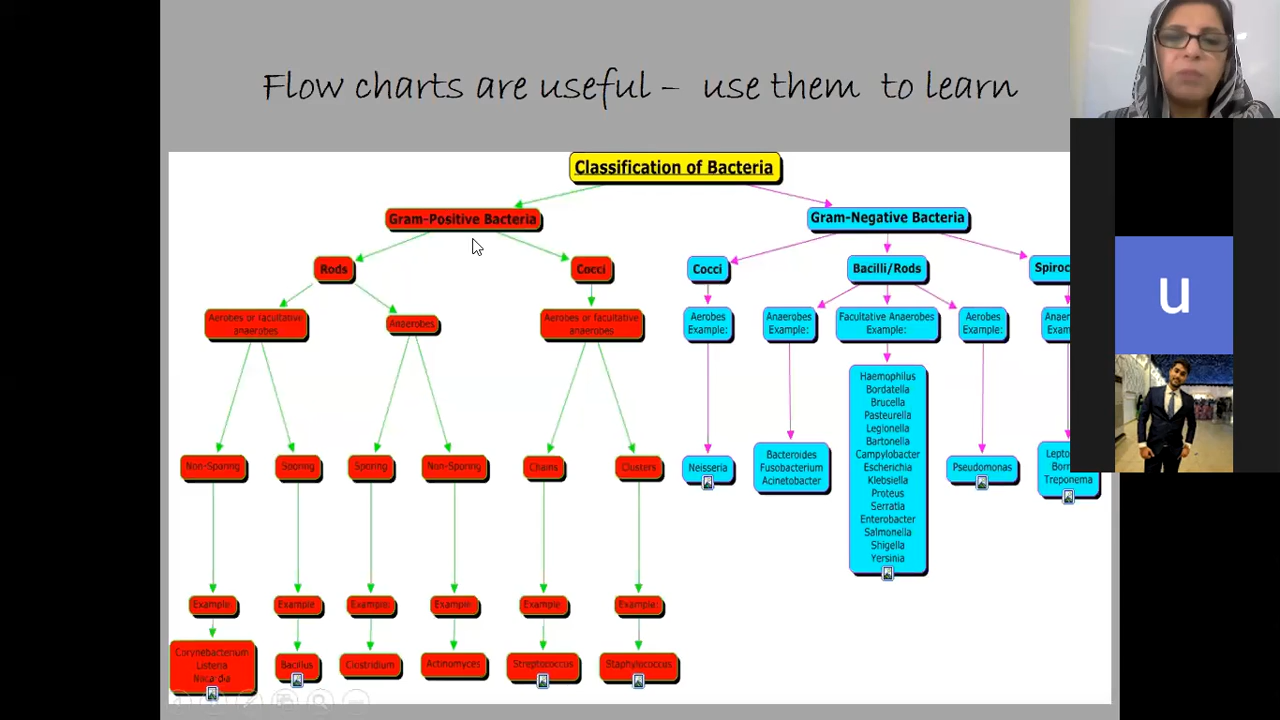 Flow charts are useful – use them to learn
Classification of Bacteria
Gram-Positive Bacteria
Gram-Negative Bacteria
Rods
Cocci
Cocci
Bacilli/Rods
Aerobes or facultative
anaerobes
Anaerobes
Aerobes or facultative
anaerobes
Aerobes
Example:
Anaerobes
Example:
Facultative Anaerobes
Example:
Aerobes
Example:
Haemophilus
Bordatella
Brucella
Pasteurella
Legionella
Bartonella
Campylobacter
Escherichia
Klebsiella
Proteus
Serratia
Enterobacter
Salmonella
Shigella
Yersinia
Non-Sparing
Sporing
Sporing
Non-Sporing
Chains
Clusters
Neisseria
Bacteroides
Fusobacterium
Acinetobacter
Pseudomonas
Treponema
Example
Example
Example:
Example:
Example
Example:
Corynebacterium
Listeria
Nocardia
Bacillus
Clostridium
Actinomyces
Streptococcus
Staphylococcus
u